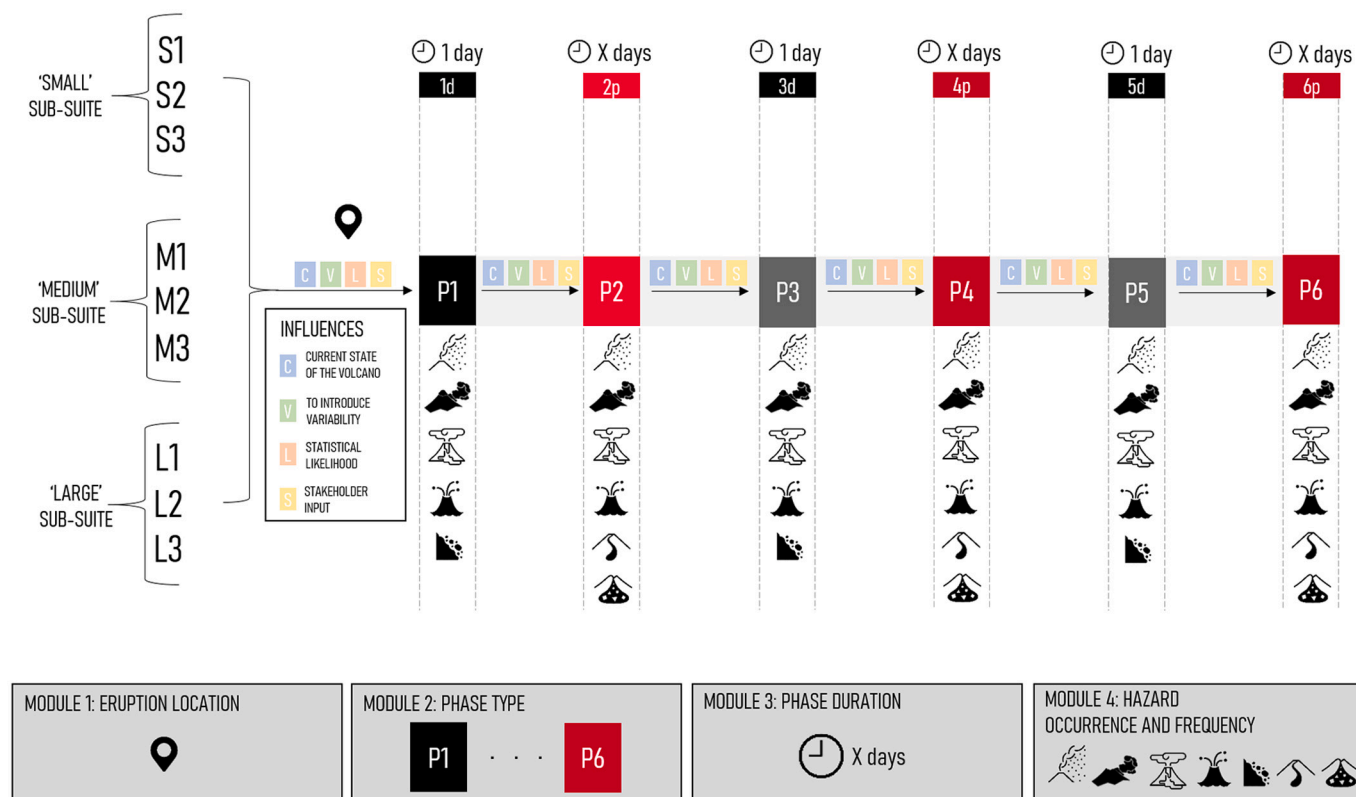 S1
'SMALL'
SUB-SUITE
S2
S3
1 day
X days
1 day
X days
1 day
X days
1d
2p
3d
4p
5d
6p
M1
'MEDIUM'
SUB-SUITE
M2
M3
C V L S
P1
C V L S
P2
C V L S
P3
C V L S
P4
C V L S
P5
C V L S
P6
INFLUENCES
C CURRENT STATE
OF THE VOLCANO
V TO INTRODUCE
VARIABILITY
L STATISTICAL
LIKELIHOOD
S STAKEHOLDER
INPUT
L1
'LARGE'
SUB-SUITE
L2
L3
MODULE 1: ERUPTION LOCATION
MODULE 2: PHASE TYPE
P1 . . . P6
MODULE 3: PHASE DURATION
X days
MODULE 4: HAZARD
OCCURRENCE AND FREQUENCY